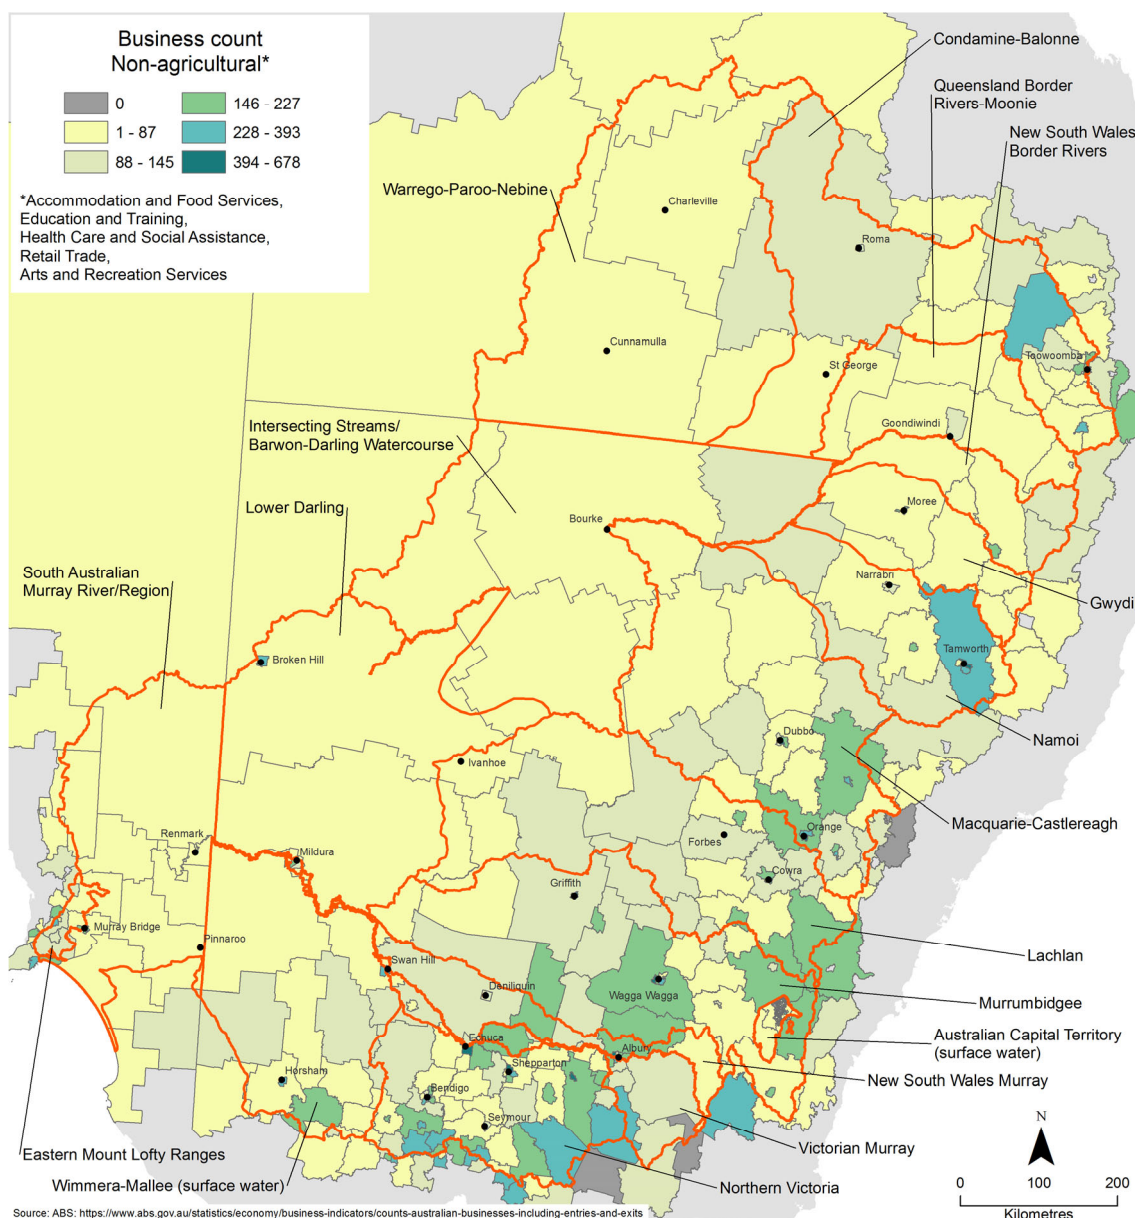 Business count
Non-agricultural*
0
1 - 87
88 - 145
146 - 227
228 - 393
394 - 678
*Accommodation and Food Services,
Education and Training,
Health Care and Social Assistance,
Retail Trade,
Arts and Recreation Services
Condamine-Balonne
Queensland Border
Rivers-Moonie
New South Wales
Border Rivers
Warrego-Paroo-Nebine
Charleville
Roma
Cunnamulla
St George
Toowoomba
Goondiwindi
Intersecting Streams/
Barwon-Darling Watercourse
Lower Darling
Bourke
Moree
South Australian
Murray River/Region
Narrabri
Gwydi
Broken Hill
Tamworth
Namoi
Dubbo
Ivanhoe
Macquarie-Castlereagh
Renmark
Mildura
Forbes
Orange
Cowra
Griffith
Murray Bridge
Pinnaroo
Lachlan
Swan Hill
Deniliquin
Wagga Wagga
Murrumbidgee
Australian Capital Territory
(surface water)
Echuca
Albury
Shepparton
New South Wales Murray
Horsham
Bendigo
Seymour
Victorian Murray
Eastern Mount Lofty Ranges
Wimmera-Mallee (surface water)
Northern Victoria
N
0 100 200
Kilometres
Source: ABS: https://www.abs.gov.au/statistics/economy/business-indicators/counts-australian-businesses-including-entries-and-exits